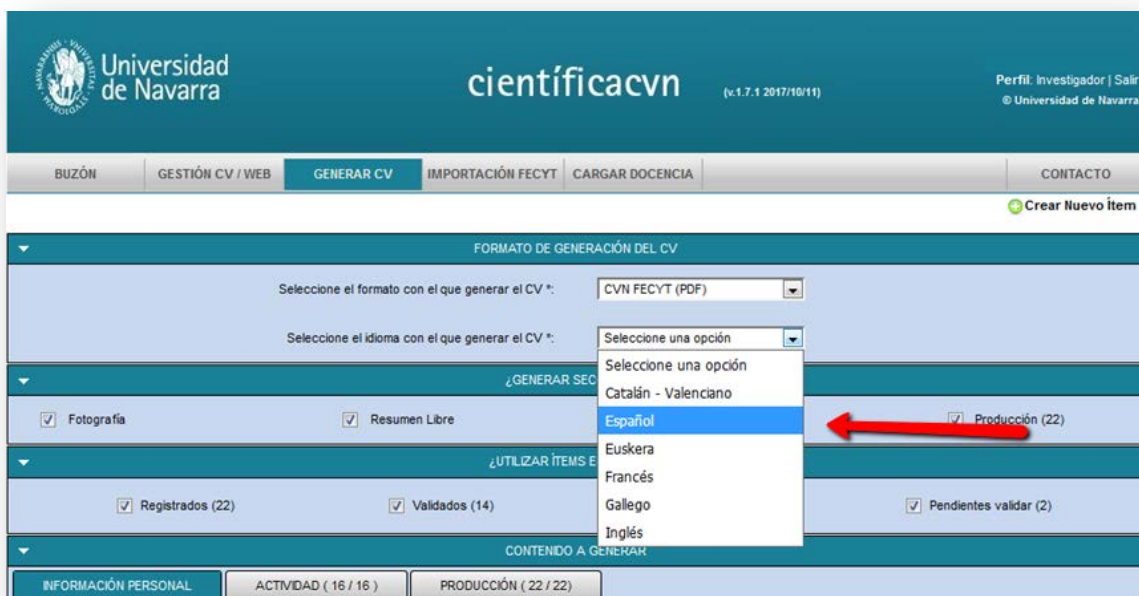 Universidad
de Navarra
científicacvn (v.1.7.1 2017/10/11)
Perfil: Investigador | Salir
© Universidad de Navarra
BUZÓN GESTIÓN CV / WEB GENERAR CV IMPORTACIÓN FECYT CARGAR DOCENCIA CONTACTO
Crear Nuevo Ítem
FORMATO DE GENERACIÓN DEL CV
Seleccione el formato con el que generar el CV *: CVN FECYT (PDF)
Seleccione el idioma con el que generar el CV *: Seleccione una opción
Seleccione una opción
Catalán - Valenciano
Español
Euskera
Francés
Gallego
Inglés
¿GENERAR SEC
Fotografía Resumen Libre Producción (22)
¿UTILIZAR ÍTEMS E
Registrados (22) Validados (14) Pendientes validar (2)
CONTENIDO A GENERAR
INFORMACIÓN PERSONAL ACTIVIDAD ( 16 / 16 ) PRODUCCIÓN ( 22 / 22)